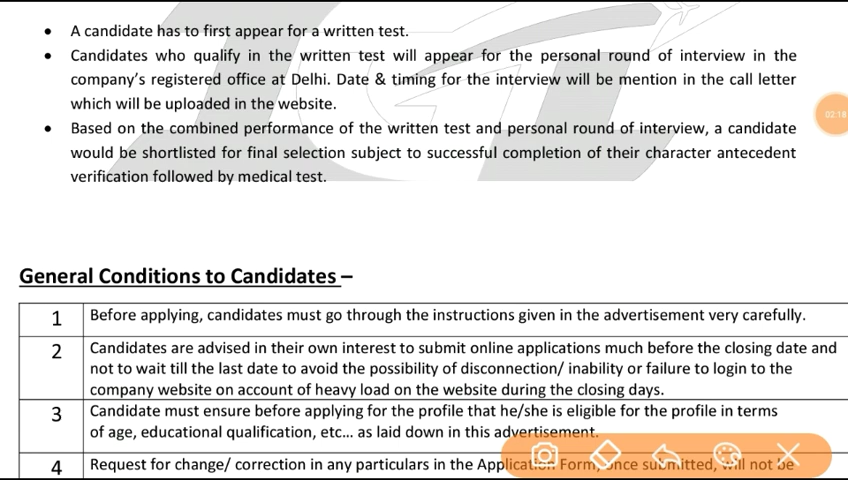 • A candidate has to first appear for a written test.
• Candidates who qualify in the written test will appear for the personal round of interview in the
company's registered office at Delhi. Date & timing for the interview will be mention in the call letter
which will be uploaded in the website.
• Based on the combined performance of the written test and personal round of interview, a candidate
would be shortlisted for final selection subject to successful completion of their character antecedent
verification followed by medical test.
02:18
General Conditions to Candidates –
1 Before applying, candidates must go through the instructions given in the advertisement very carefully.
2 Candidates are advised in their own interest to submit online applications much before the closing date and
not to wait till the last date to avoid the possibility of disconnection/ inability or failure to login to the
company website on account of heavy load on the website during the closing days.
3 Candidate must ensure before applying for the profile that he/she is eligible for the profile in terms
of age, educational qualification, etc... as laid down in this advertisement.
4 Request for change/ correction in any particulars in the Application Form, once submitted, will not be